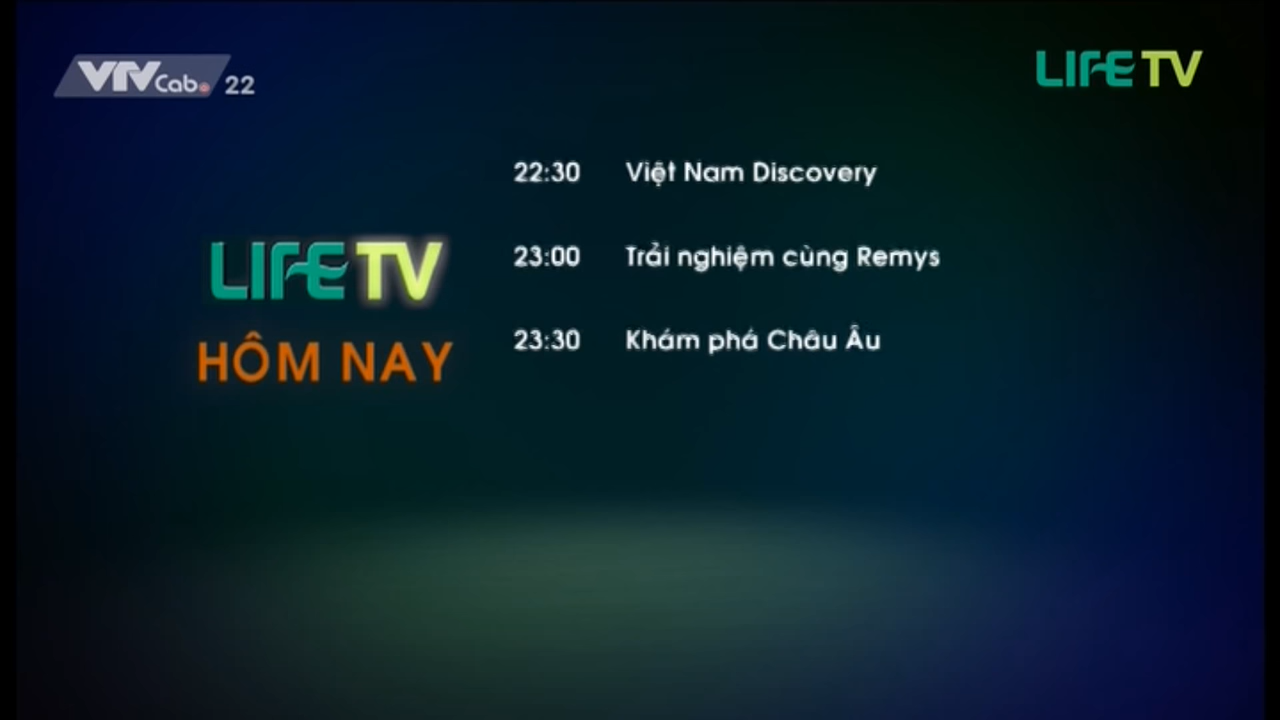 VTVCab 22
LIFE TV
22:30 Việt Nam Discovery
LIFE TV
23:00 Trải nghiệm cùng Remys
HÔM NAY
23:30 Khám phá Châu Âu